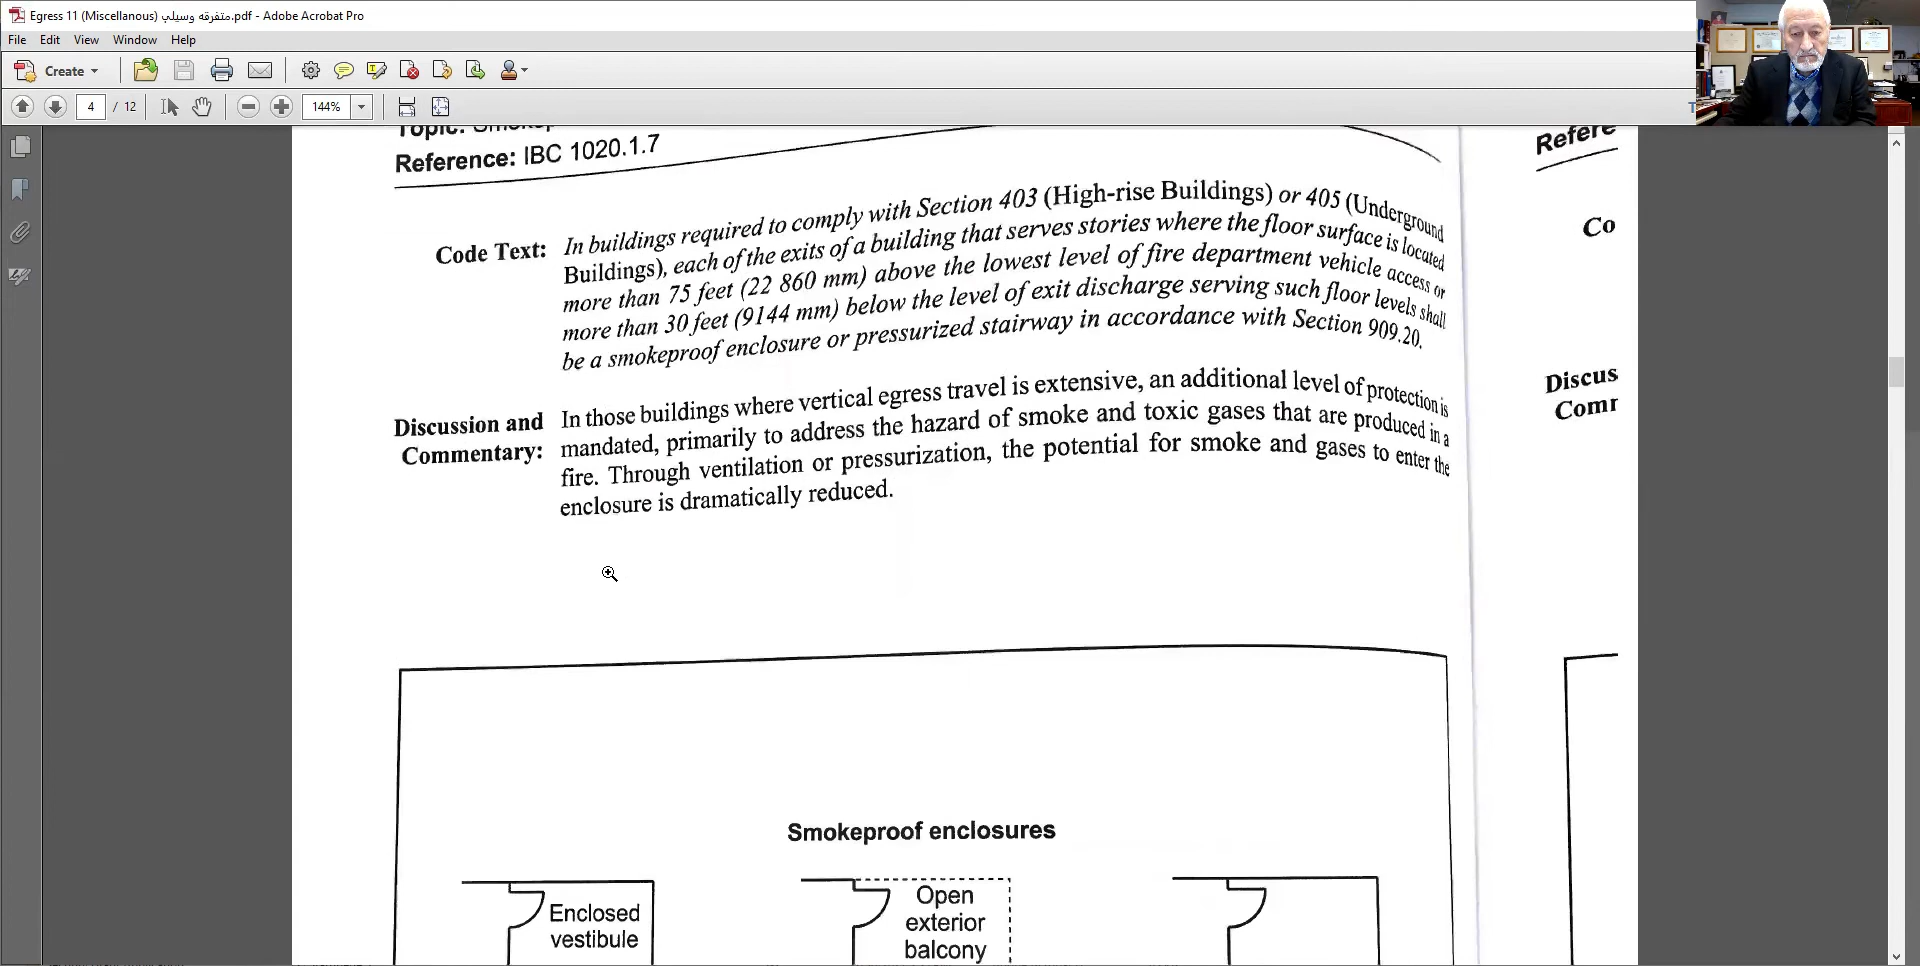 Egress 11 (Miscellanous) متفرقه وسيلي.pdf - Adobe Acrobat Pro
File Edit View Window Help
Create
4 / 12 144%
Topic:
Reference: IBC 1020.1.7
Code Text: In buildings required to comply with Section 403 (High-rise Buildings) or 405 (Underground
Buildings), each of the exits of a building that serves stories where the floor surface is located
more than 75 feet (22 860 mm) above the lowest level of fire department vehicle access or
more than 30 feet (9144 mm) below the level of exit discharge serving such floor levels shall
be a smokeproof enclosure or pressurized stairway in accordance with Section 909.20.
Discussion and Commentary: In those buildings where vertical egress travel is extensive, an additional level of protection is
mandated, primarily to address the hazard of smoke and toxic gases that are produced in a
fire. Through ventilation or pressurization, the potential for smoke and gases to enter the
enclosure is dramatically reduced.
Smokeproof enclosures
Enclosed
vestibule
Open
exterior
balcony
Refere
Co
Discus
Comr